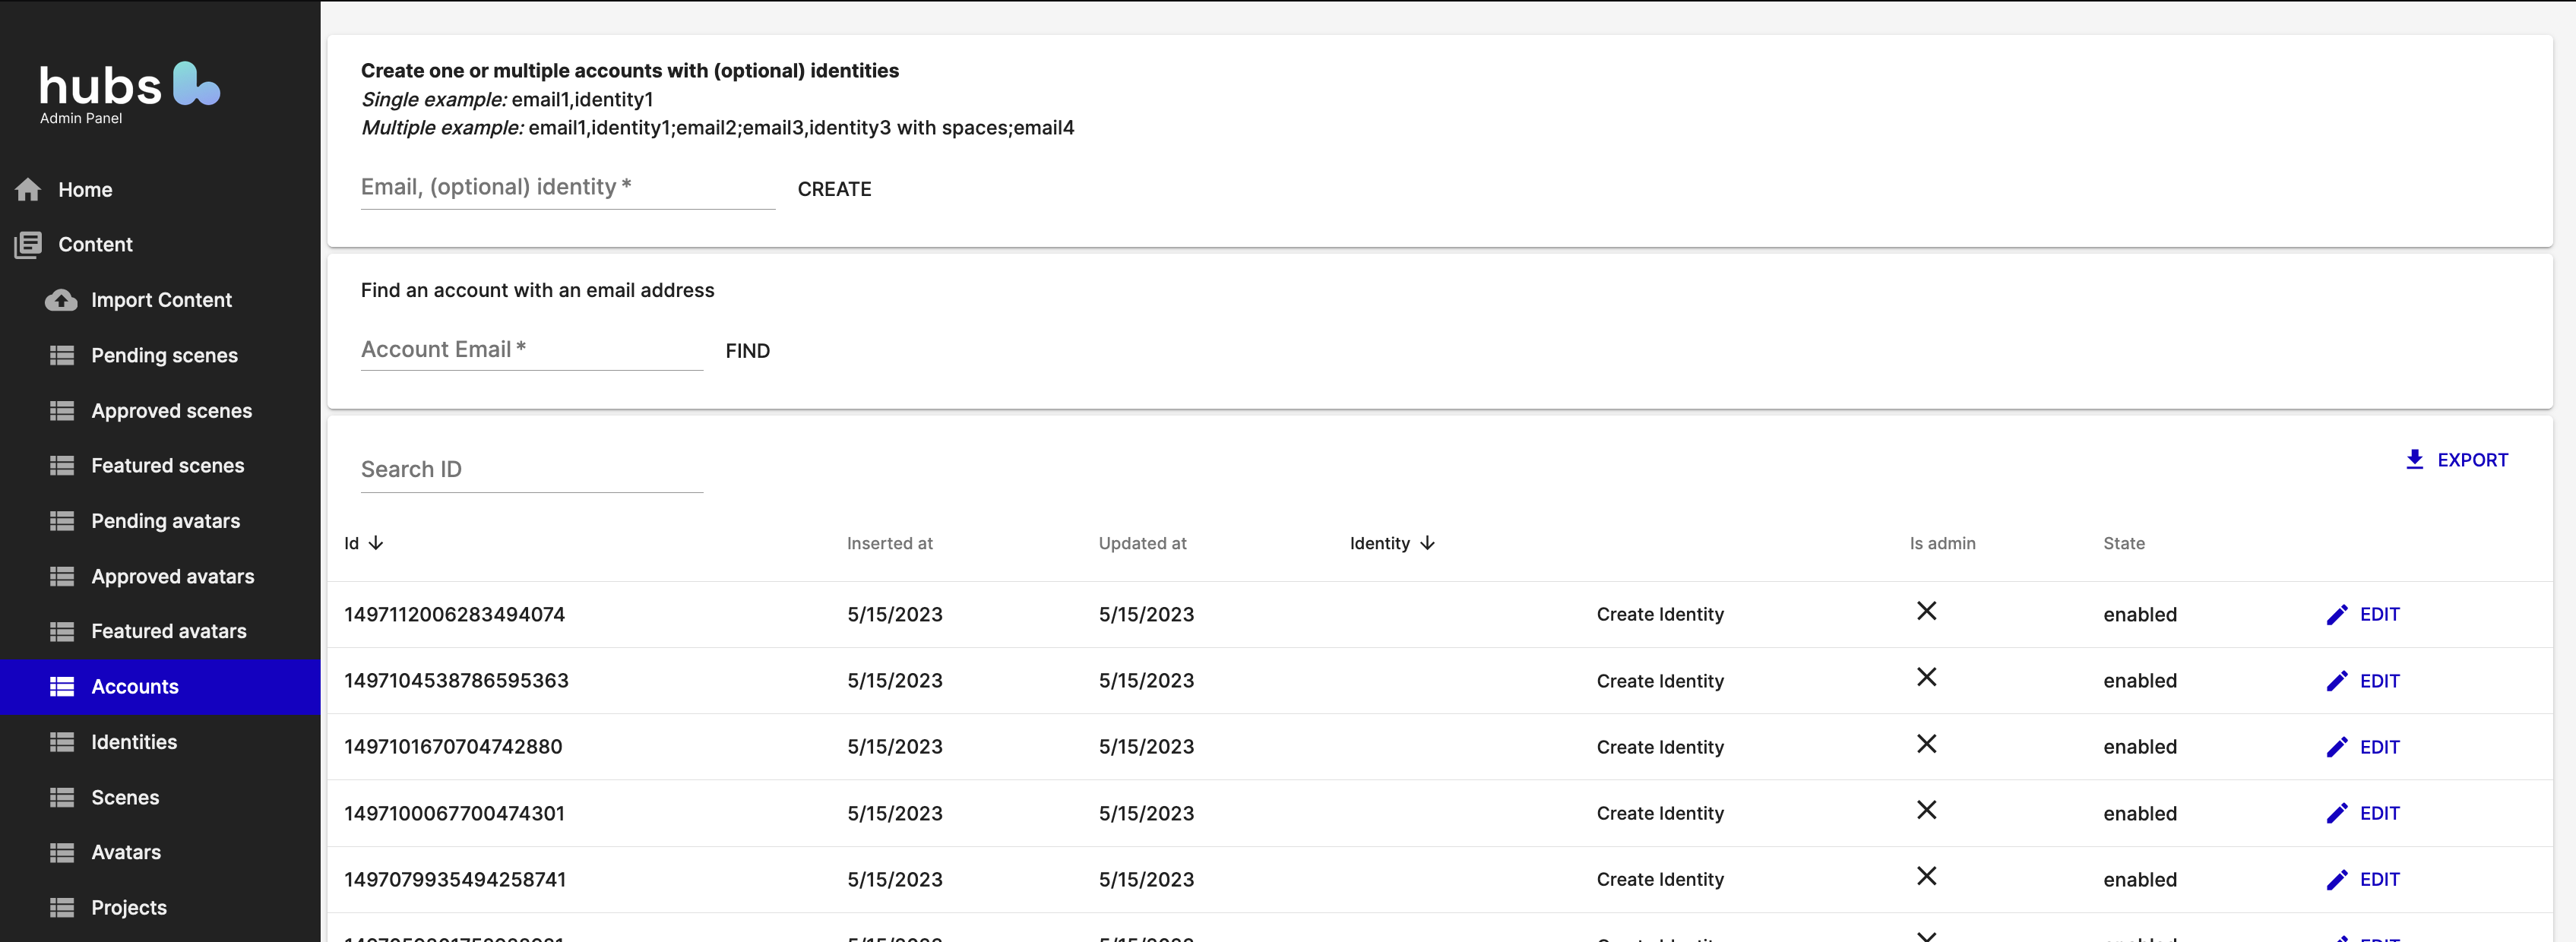 hubs
Admin Panel
Home
Content
Import Content
Pending scenes
Approved scenes
Featured scenes
Pending avatars
Approved avatars
Featured avatars
Accounts
Identities
Scenes
Avatars
Projects
Create one or multiple accounts with (optional) identities
Single example: email1,identity1
Multiple example: email1,identity1;email2;email3,identity3 with spaces;email4
Email, (optional) identity * CREATE
Find an account with an email address
Account Email * FIND
Search ID EXPORT
Id Inserted at Updated at Identity Is admin State
1497112006283494074 5/15/2023 5/15/2023 Create Identity enabled EDIT
1497104538786595363 5/15/2023 5/15/2023 Create Identity enabled EDIT
1497101670704742880 5/15/2023 5/15/2023 Create Identity enabled EDIT
1497100067700474301 5/15/2023 5/15/2023 Create Identity enabled EDIT
1497079935494258741 5/15/2023 5/15/2023 Create Identity enabled EDIT